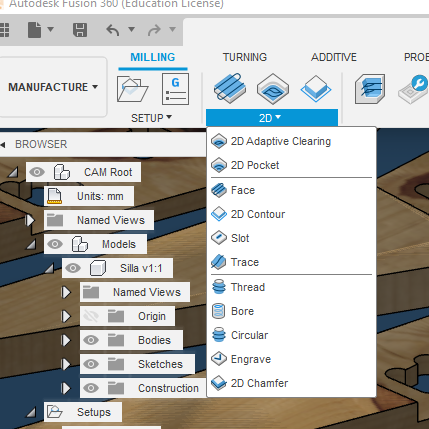 Autodesk Fusion 360 (Education License)
MILLING TURNING ADDITIVE
MANUFACTURE
G
SETUP 2D
BROWSER
CAM Root
Units: mm
Named Views
Models
Silla v1:1
Named Views
Origin
Bodies
Sketches
Construction
Setups
2D Adaptive Clearing
2D Pocket
Face
2D Contour
Slot
Trace
Thread
Bore
Circular
Engrave
2D Chamfer